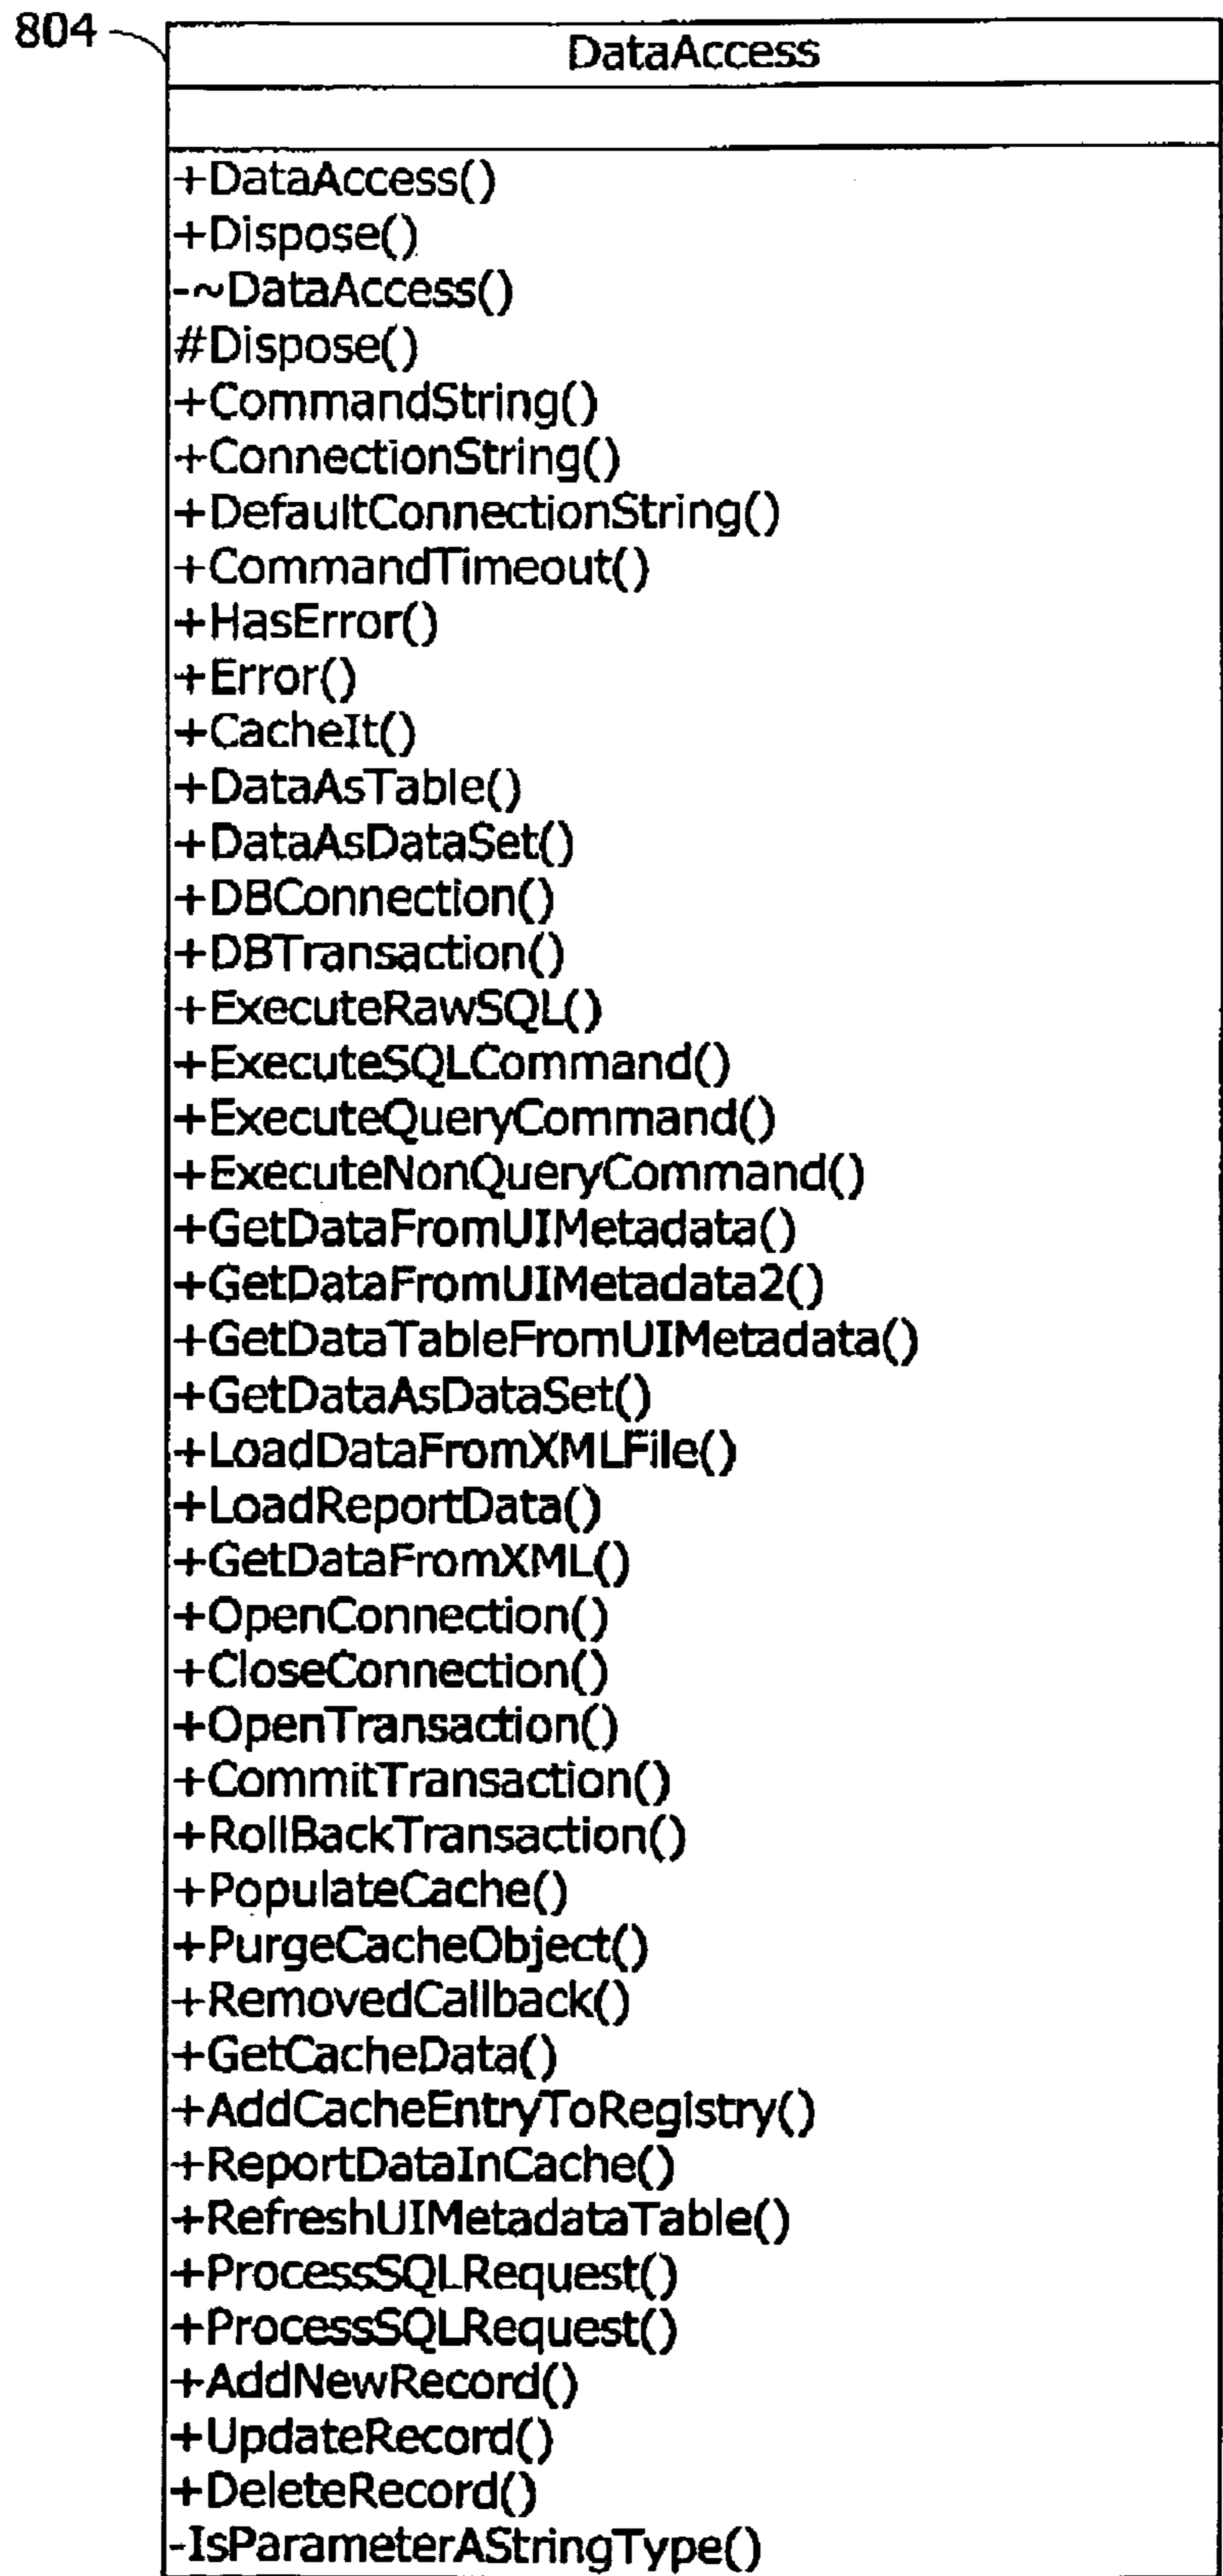 804
DataAccess
+DataAccess()
+Dispose()
-~DataAccess()
#Dispose()
+CommandString()
+ConnectionString()
+DefaultConnectionString()
+CommandTimeout()
+HasError()
+Error()
+CacheIt()
+DataAsTable()
+DataAsDataSet()
+DBConnection()
+DBTransaction()
+ExecuteRawSQL()
+ExecuteSQLCommand()
+ExecuteQueryCommand()
+ExecuteNonQueryCommand()
+GetDataFromUIMetadata()
+GetDataFromUIMetadata2()
+GetDataTableFromUIMetadata()
+GetDataAsDataSet()
+LoadDataFromXMLFile()
+LoadReportData()
+GetDataFromXML()
+OpenConnection()
+CloseConnection()
+OpenTransaction()
+CommitTransaction()
+RollBackTransaction()
+PopulateCache()
+PurgeCacheObject()
+RemovedCallback()
+GetCacheData()
+AddCacheEntryToRegistry()
+ReportDataInCache()
+RefreshUIMetadataTable()
+ProcessSQLRequest()
+ProcessSQLRequest()
+AddNewRecord()
+UpdateRecord()
+DeleteRecord()
-IsParameterAStringType()